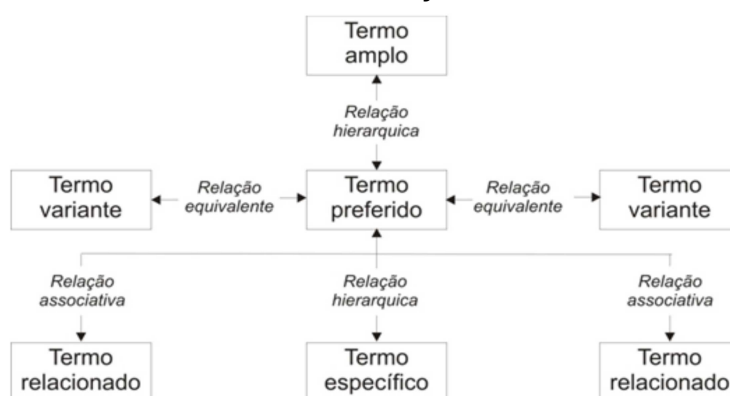 Termo
amplo
Relação
hierarquica
Termo
variante
Relação
equivalente
Termo
preferido
Relação
equivalente
Termo
variante
Relação
associativa
Relação
hierarquica
Relação
associativa
Termo
relacionado
Termo
específico
Termo
relacionado